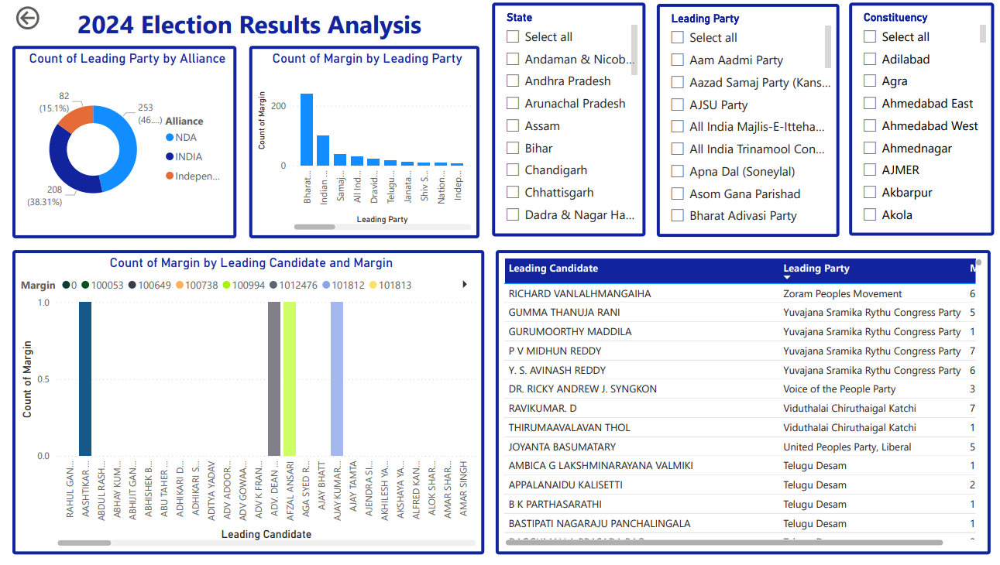 2024 Election Results Analysis
Count of Leading Party by Alliance
82
(15.1%)
253
(46....)
208
(38.31%)
Alliance
NDA
INDIA
Indepen...
Count of Margin by Leading Party
Count of Margin
200
0
Bharat...
Indian ...
Samaj...
All Ind...
Dravid...
Telugu...
Janata...
Shiv S...
Nation...
Indep...
Leading Party
State
Select all
Andaman & Nicob...
Andhra Pradesh
Arunachal Pradesh
Assam
Bihar
Chandigarh
Chhattisgarh
Dadra & Nagar Ha...
Leading Party
Select all
Aam Aadmi Party
Aazad Samaj Party (Kans...
AJSU Party
All India Majlis-E-Itteha...
All India Trinamool Con...
Apna Dal (Soneylal)
Asom Gana Parishad
Bharat Adivasi Party
Constituency
Select all
Adilabad
Agra
Ahmedabad East
Ahmedabad West
Ahmednagar
AJMER
Akbarpur
Akola
Count of Margin by Leading Candidate and Margin
Margin 0 100053 100649 100738 100994 1012476 101812 101813
Count of Margin
1.0
0.5
0.0
RAHUL GAN...
AASHTIKAR ...
ABDUL RASH...
ABHAY KUM...
ABHIJIT GAN...
ABHISHEK B...
ABU TAHER ...
ADHIKARI D...
ADHIKARI S...
ADITYA YADAV
ADV ADOOR...
ADV GOWAA...
ADV K FRAN...
ADV. DEAN ...
AFZAL ANSARI
AGA SYED R...
AJAY BHATT
AJAY KUMAR...
AJAY TAMTA
AJENDRA SI...
AKHILESH YA...
AKSHAYA YA...
ALFRED KAN...
ALOK SHAR...
AMAR SHAR...
AMAR SINGH
Leading Candidate
Leading Candidate Leading Party
RICHARD VANLALHMANGAIHA Zoram Peoples Movement 6
GUMMA THANUJA RANI Yuvajana Sramika Rythu Congress Party 5
GURUMOORTHY MADDILA Yuvajana Sramika Rythu Congress Party 1
P V MIDHUN REDDY Yuvajana Sramika Rythu Congress Party 7
Y. S. AVINASH REDDY Yuvajana Sramika Rythu Congress Party 6
DR. RICKY ANDREW J. SYNGKON Voice of the People Party 3
RAVIKUMAR. D Viduthalai Chiruthaigal Katchi 7
THIRUMAAVALAVAN THOL Viduthalai Chiruthaigal Katchi 1
JOYANTA BASUMATARY United Peoples Party, Liberal 5
AMBICA G LAKSHMINARAYANA VALMIKI Telugu Desam 1
APPALANAIDU KALISETTI Telugu Desam 2
B K PARTHASARATHI Telugu Desam 1
BASTIPATI NAGARAJU PANCHALINGALA Telugu Desam 1